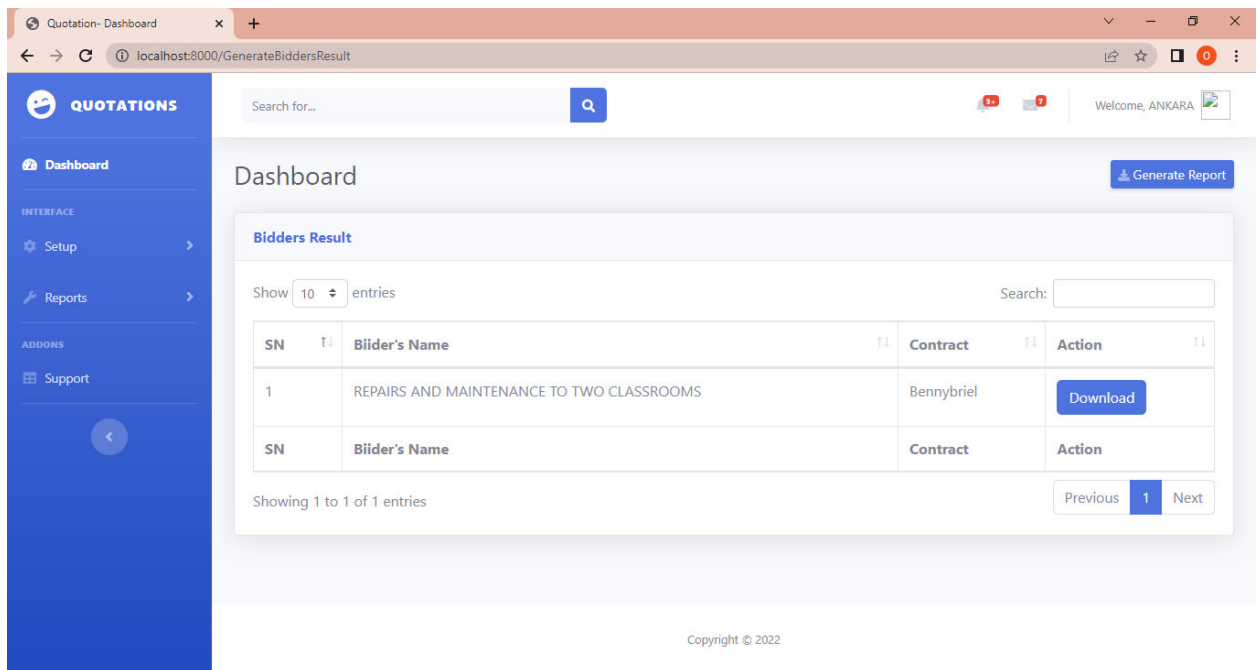 Quotation- Dashboard
localhost:8000/GenerateBiddersResult
O
QUOTATIONS
Search for...
3+
7
Welcome, ANKARA
Dashboard
Dashboard
Generate Report
INTERFACE
Bidders Result
Setup
Show 10 entries
Search:
Reports
SN Biider's Name Contract Action
ADDONS
Support
1 REPAIRS AND MAINTENANCE TO TWO CLASSROOMS Bennybriel Download
SN Biider's Name Contract Action
Showing 1 to 1 of 1 entries
Previous 1 Next
Copyright © 2022